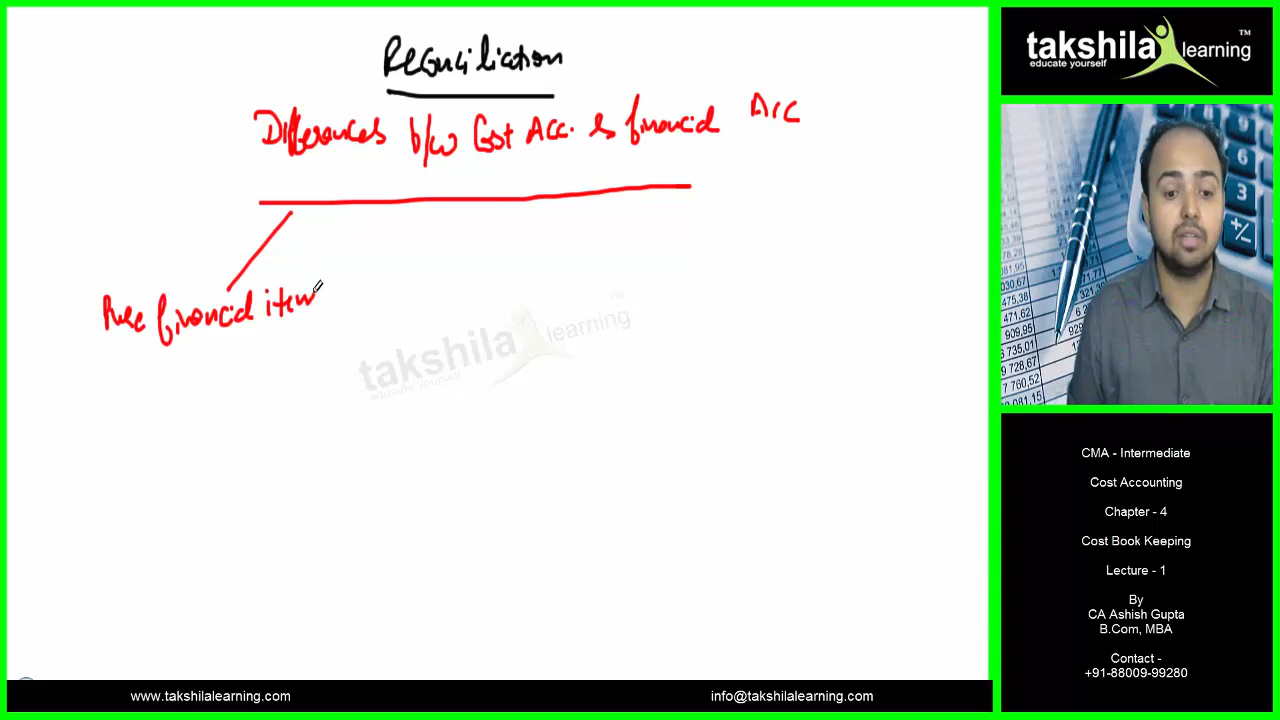 Reconciliation
Differences b/w Cost Acc. & financial A/c
Pure financial item
takshila learning
educate yourself
TM
takshila learning
educate yourself
TM
CMA - Intermediate
Cost Accounting
Chapter - 4
Cost Book Keeping
Lecture - 1
By
CA Ashish Gupta
B.Com, MBA
Contact -
+91-88009-99280
www.takshilalearning.com
info@takshilalearning.com